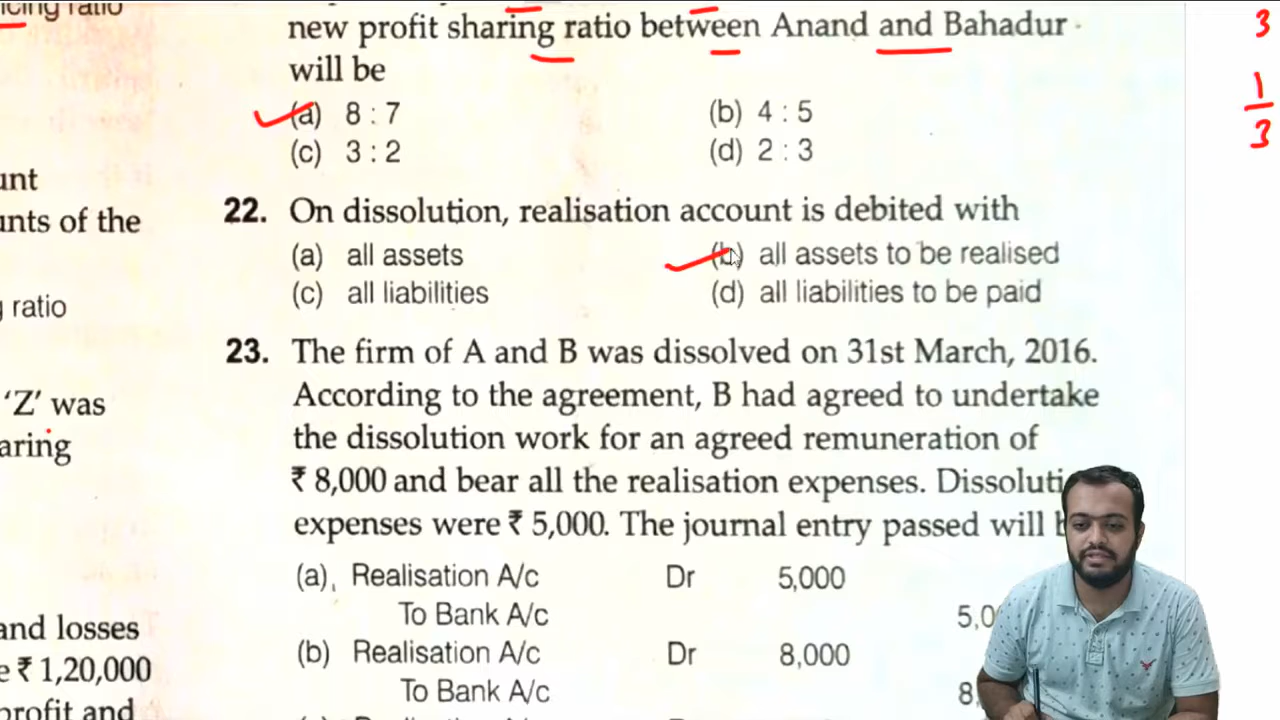 ratio
new profit sharing ratio between Anand and Bahadur
will be
(a) 8 : 7
(b) 4 : 5
(c) 3 : 2
(d) 2 : 3
3
1
3
22. On dissolution, realisation account is debited with
(a) all assets
(b) all assets to be realised
(c) all liabilities
(d) all liabilities to be paid
of the
ratio
'Z' was
23. The firm of A and B was dissolved on 31st March, 2016.
According to the agreement, B had agreed to undertake
the dissolution work for an agreed remuneration of
₹ 8,000 and bear all the realisation expenses.
expenses were ₹ 5,000. The journal entry passed will
(a) Realisation A/c Dr 5,000
To Bank A/c
(b) Realisation A/c Dr 8,000
To Bank A/c
and losses
₹ 1,20,000
profit and